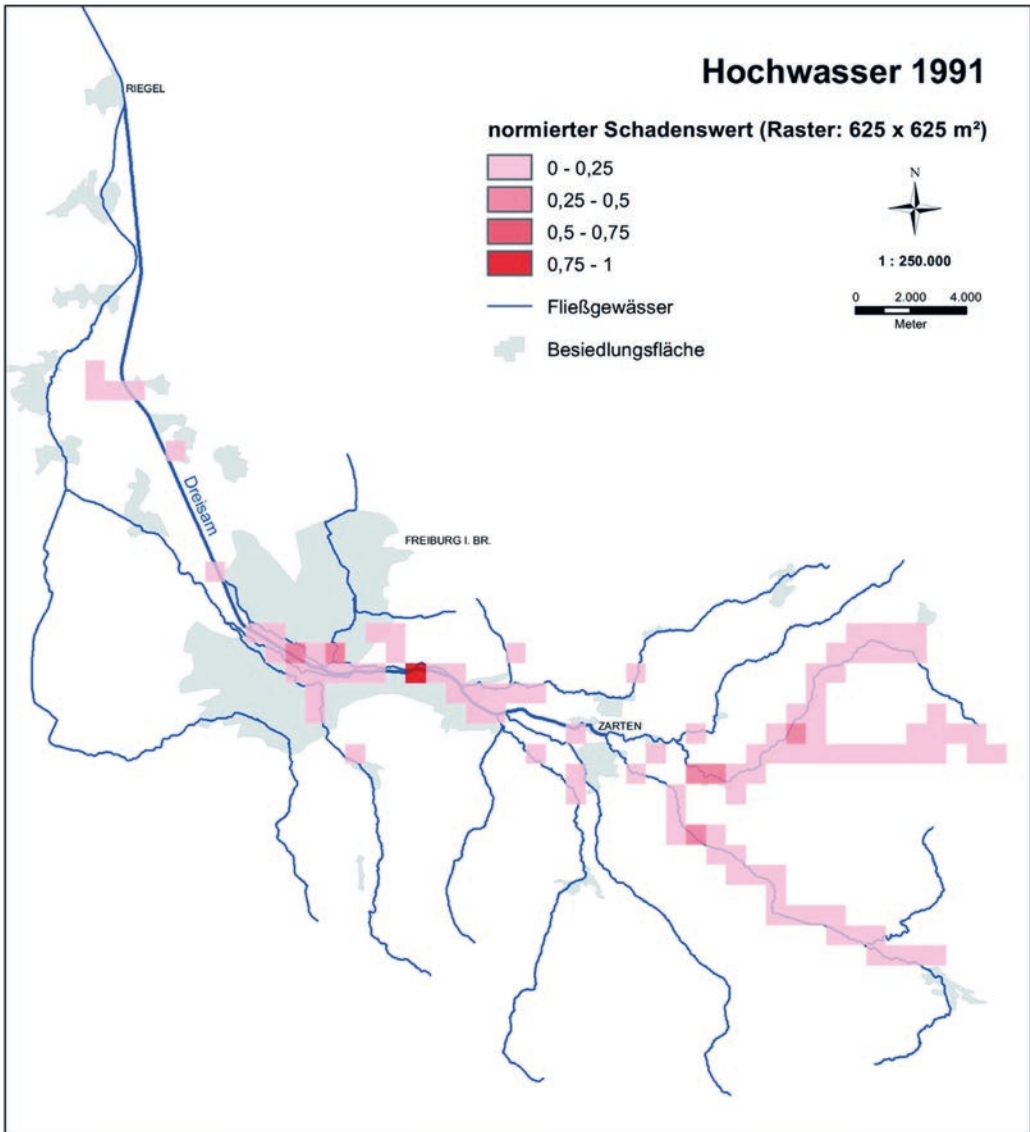 Hochwasser 1991
RIEGEL
normierter Schadenswert (Raster: 625 x 625 m²)
0 - 0,25
0,25 - 0,5
0,5 - 0,75
0,75 - 1
Fließgewässer
Besiedlungsfläche
N
1 : 250.000
0 2.000 4.000
Meter
Dreisam
FREIBURG I. BR.
ZARTEN